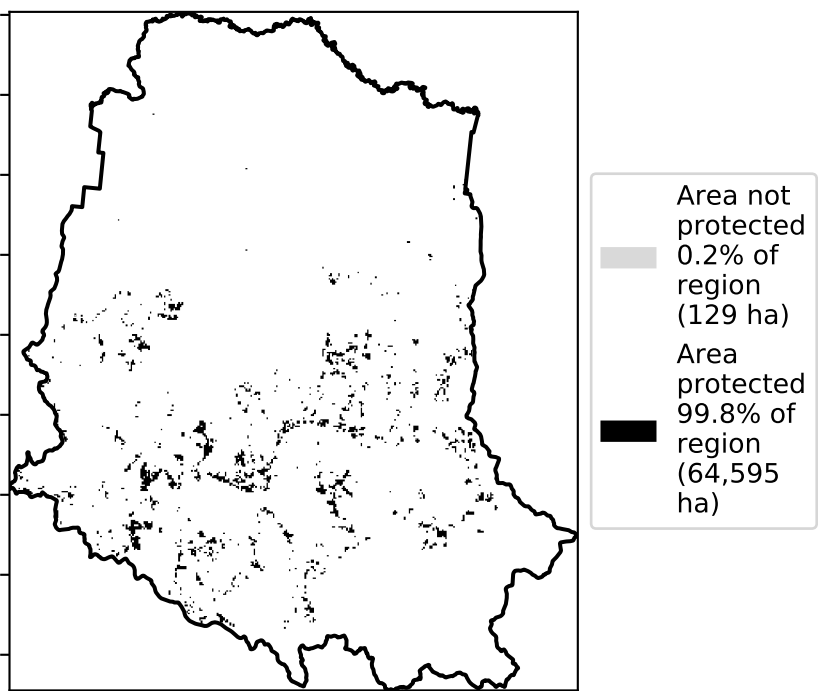 Area not
protected
0.2% of
region
(129 ha)
Area
protected
99.8% of
region
(64,595
ha)